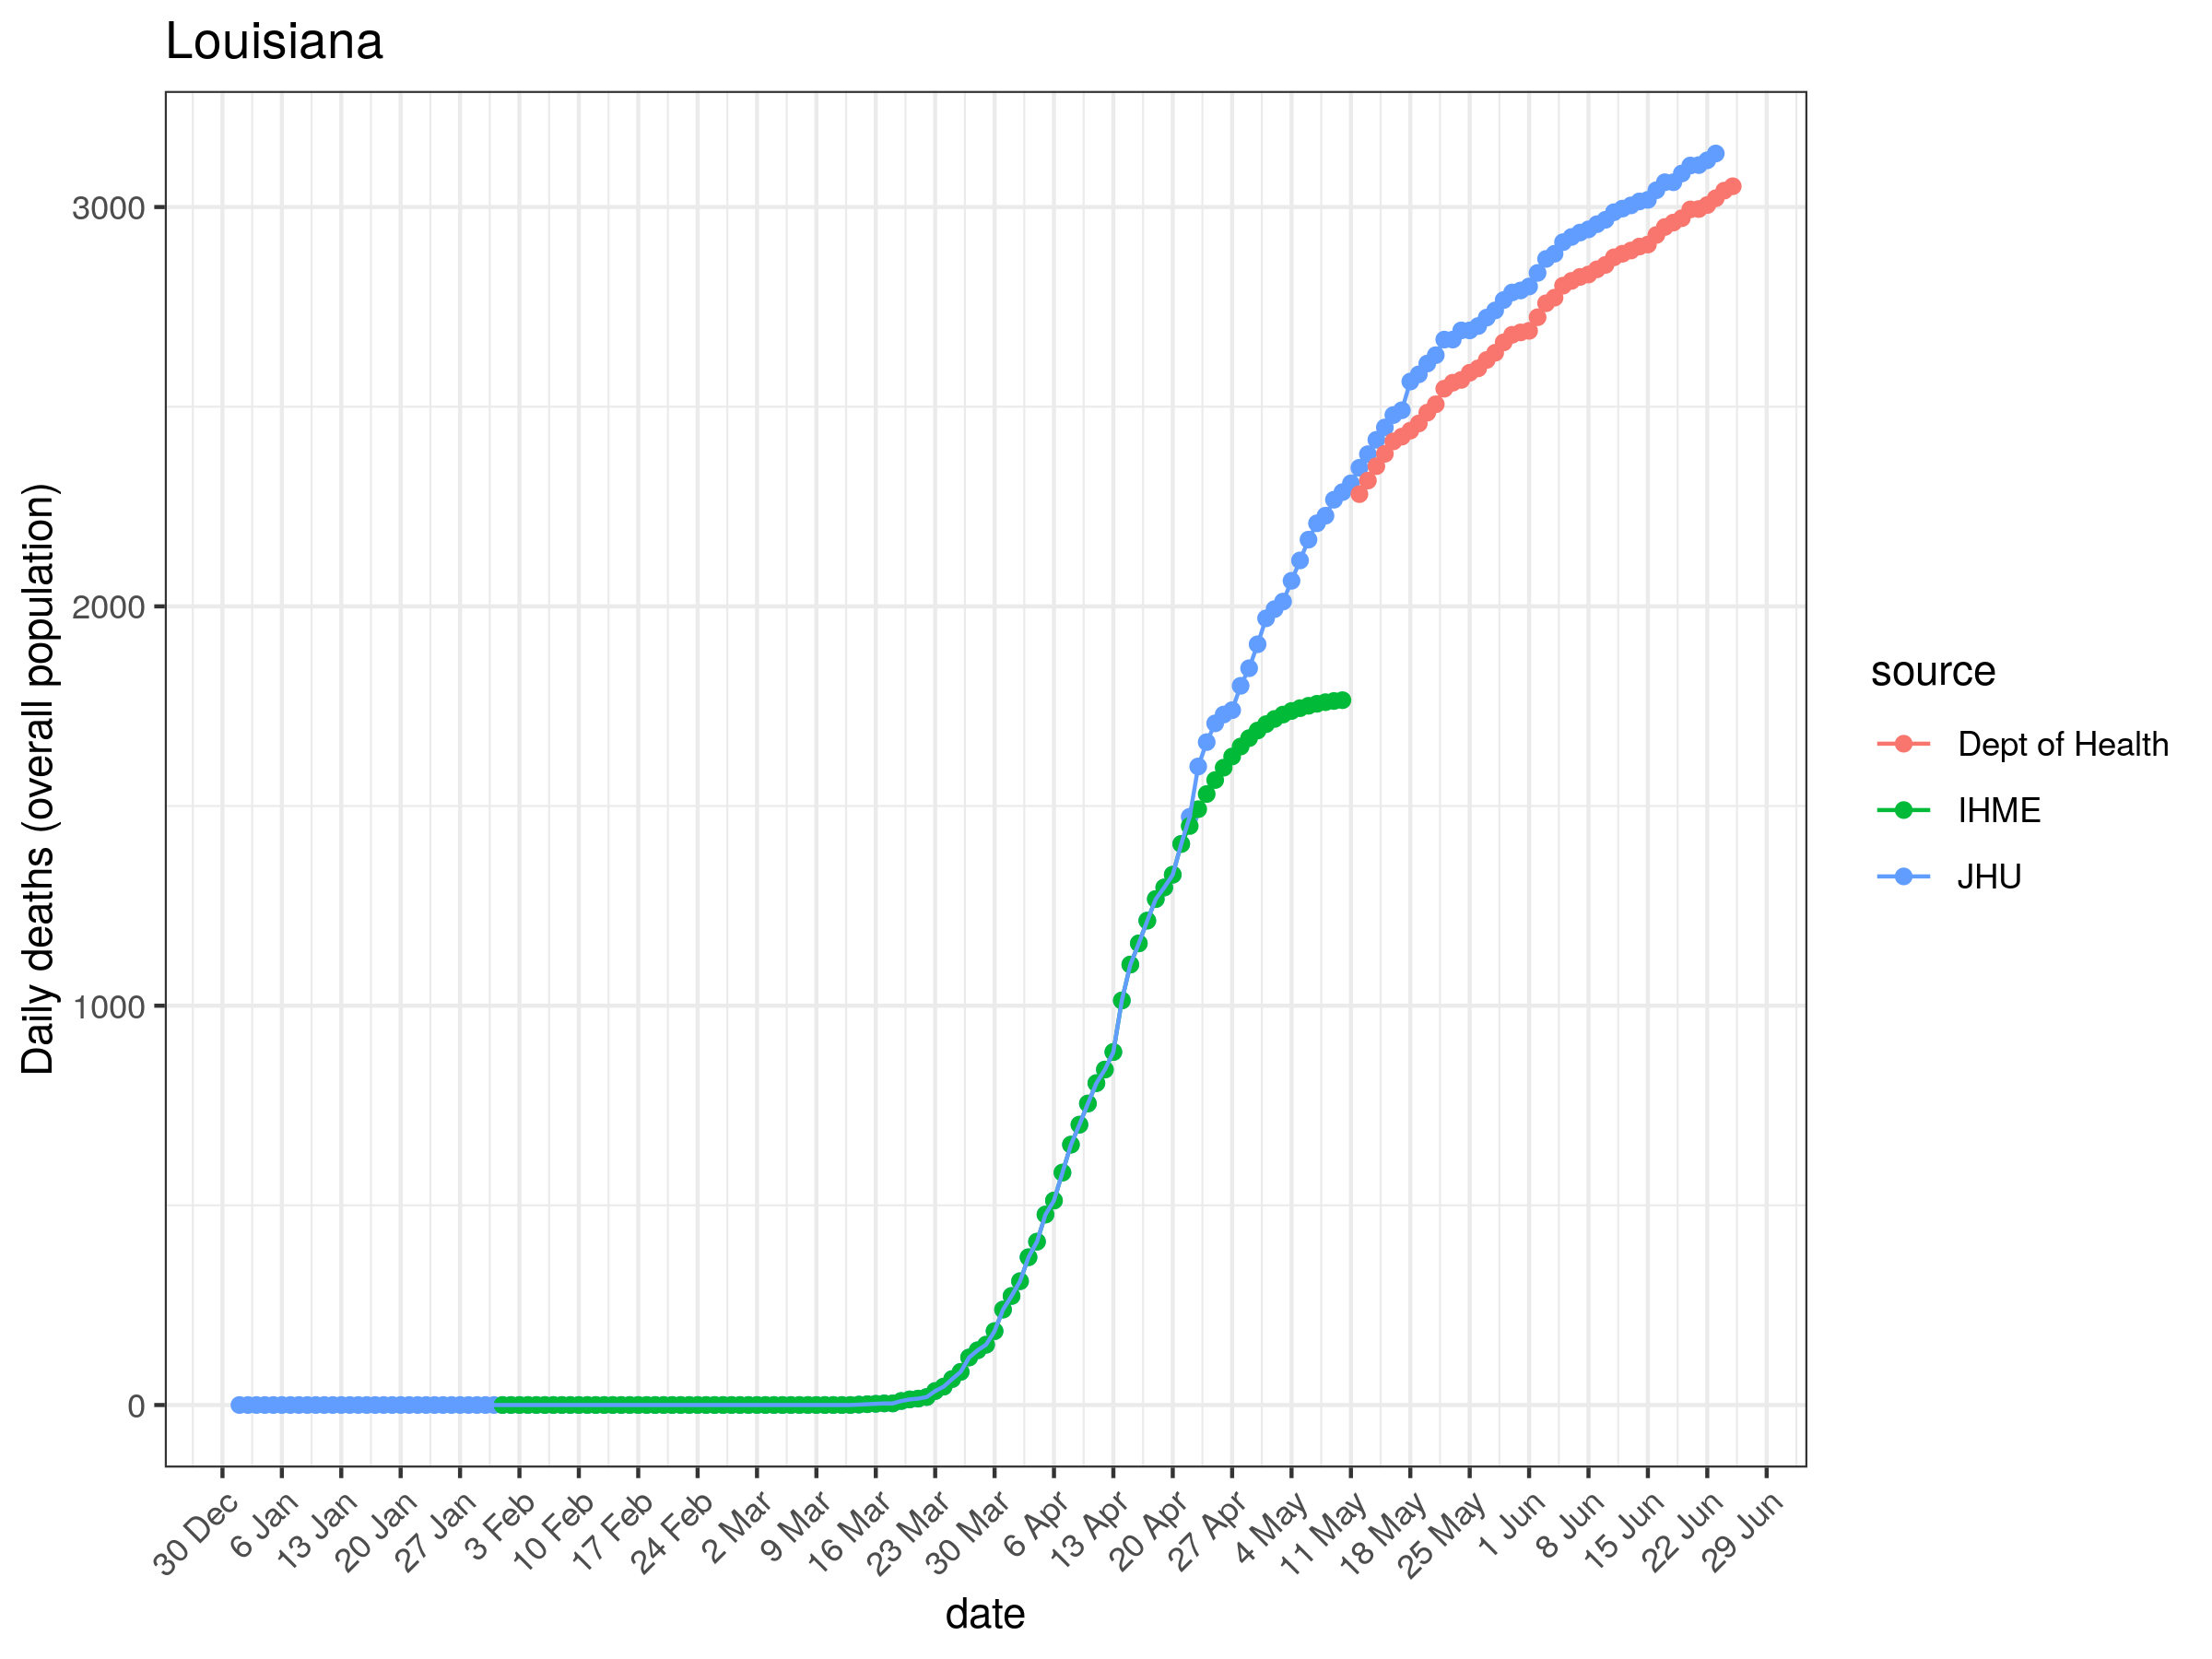 Louisiana
Daily deaths (overall population)
3000
2000
1000
0
30 Dec
6 Jan
13 Jan
20 Jan
27 Jan
3 Feb
10 Feb
17 Feb
24 Feb
2 Mar
9 Mar
16 Mar
23 Mar
30 Mar
6 Apr
13 Apr
20 Apr
27 Apr
4 May
11 May
18 May
25 May
1 Jun
8 Jun
15 Jun
22 Jun
29 Jun
date
source
Dept of Health
IHME
JHU